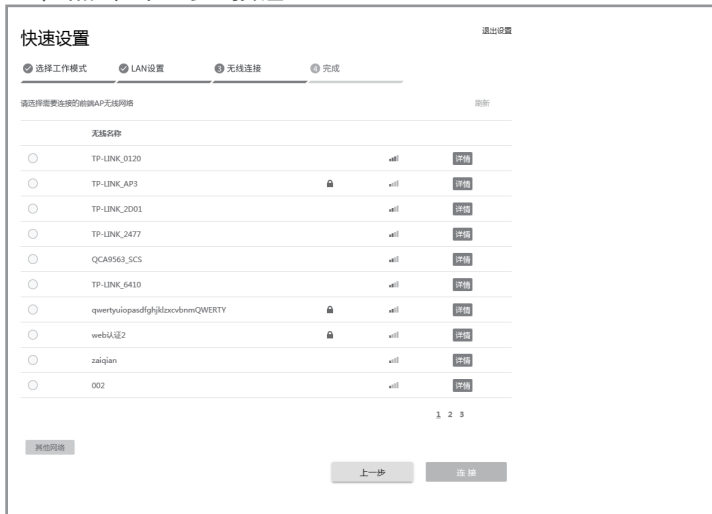 快速设置
退出设置
选择工作模式 LAN设置 3 无线连接 4 完成
请选择需要连接的前端AP无线网络 刷新
无线名称
TP-LINK_0120 详情
TP-LINK_AP3 详情
TP-LINK_2D01 详情
TP-LINK_2477 详情
QCA9563_SCS 详情
TP-LINK_6410 详情
qwertyuiopasdfghjklzxcvbnmQWERTY 详情
web认证2 详情
zaiqian 详情
002 详情
1 2 3
其他网络
上一步 连 接